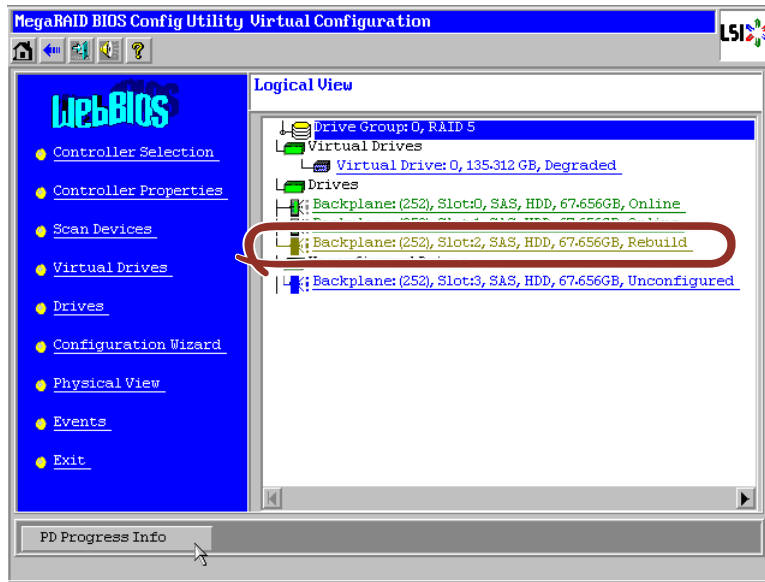 MegaRAID BIOS Config Utility Virtual Configuration
LSI
WebBIOS
Controller Selection
Controller Properties
Scan Devices
Virtual Drives
Drives
Configuration Wizard
Physical View
Events
Exit
Logical View
Drive Group: 0, RAID 5
Virtual Drives
Virtual Drive: 0, 135.312 GB, Degraded
Drives
Backplane: (252), Slot:0, SAS, HDD, 67.656GB, Online
Backplane: (252), Slot:2, SAS, HDD, 67.656GB, Rebuild
Backplane: (252), Slot:3, SAS, HDD, 67.656GB, Unconfigured
PD Progress Info